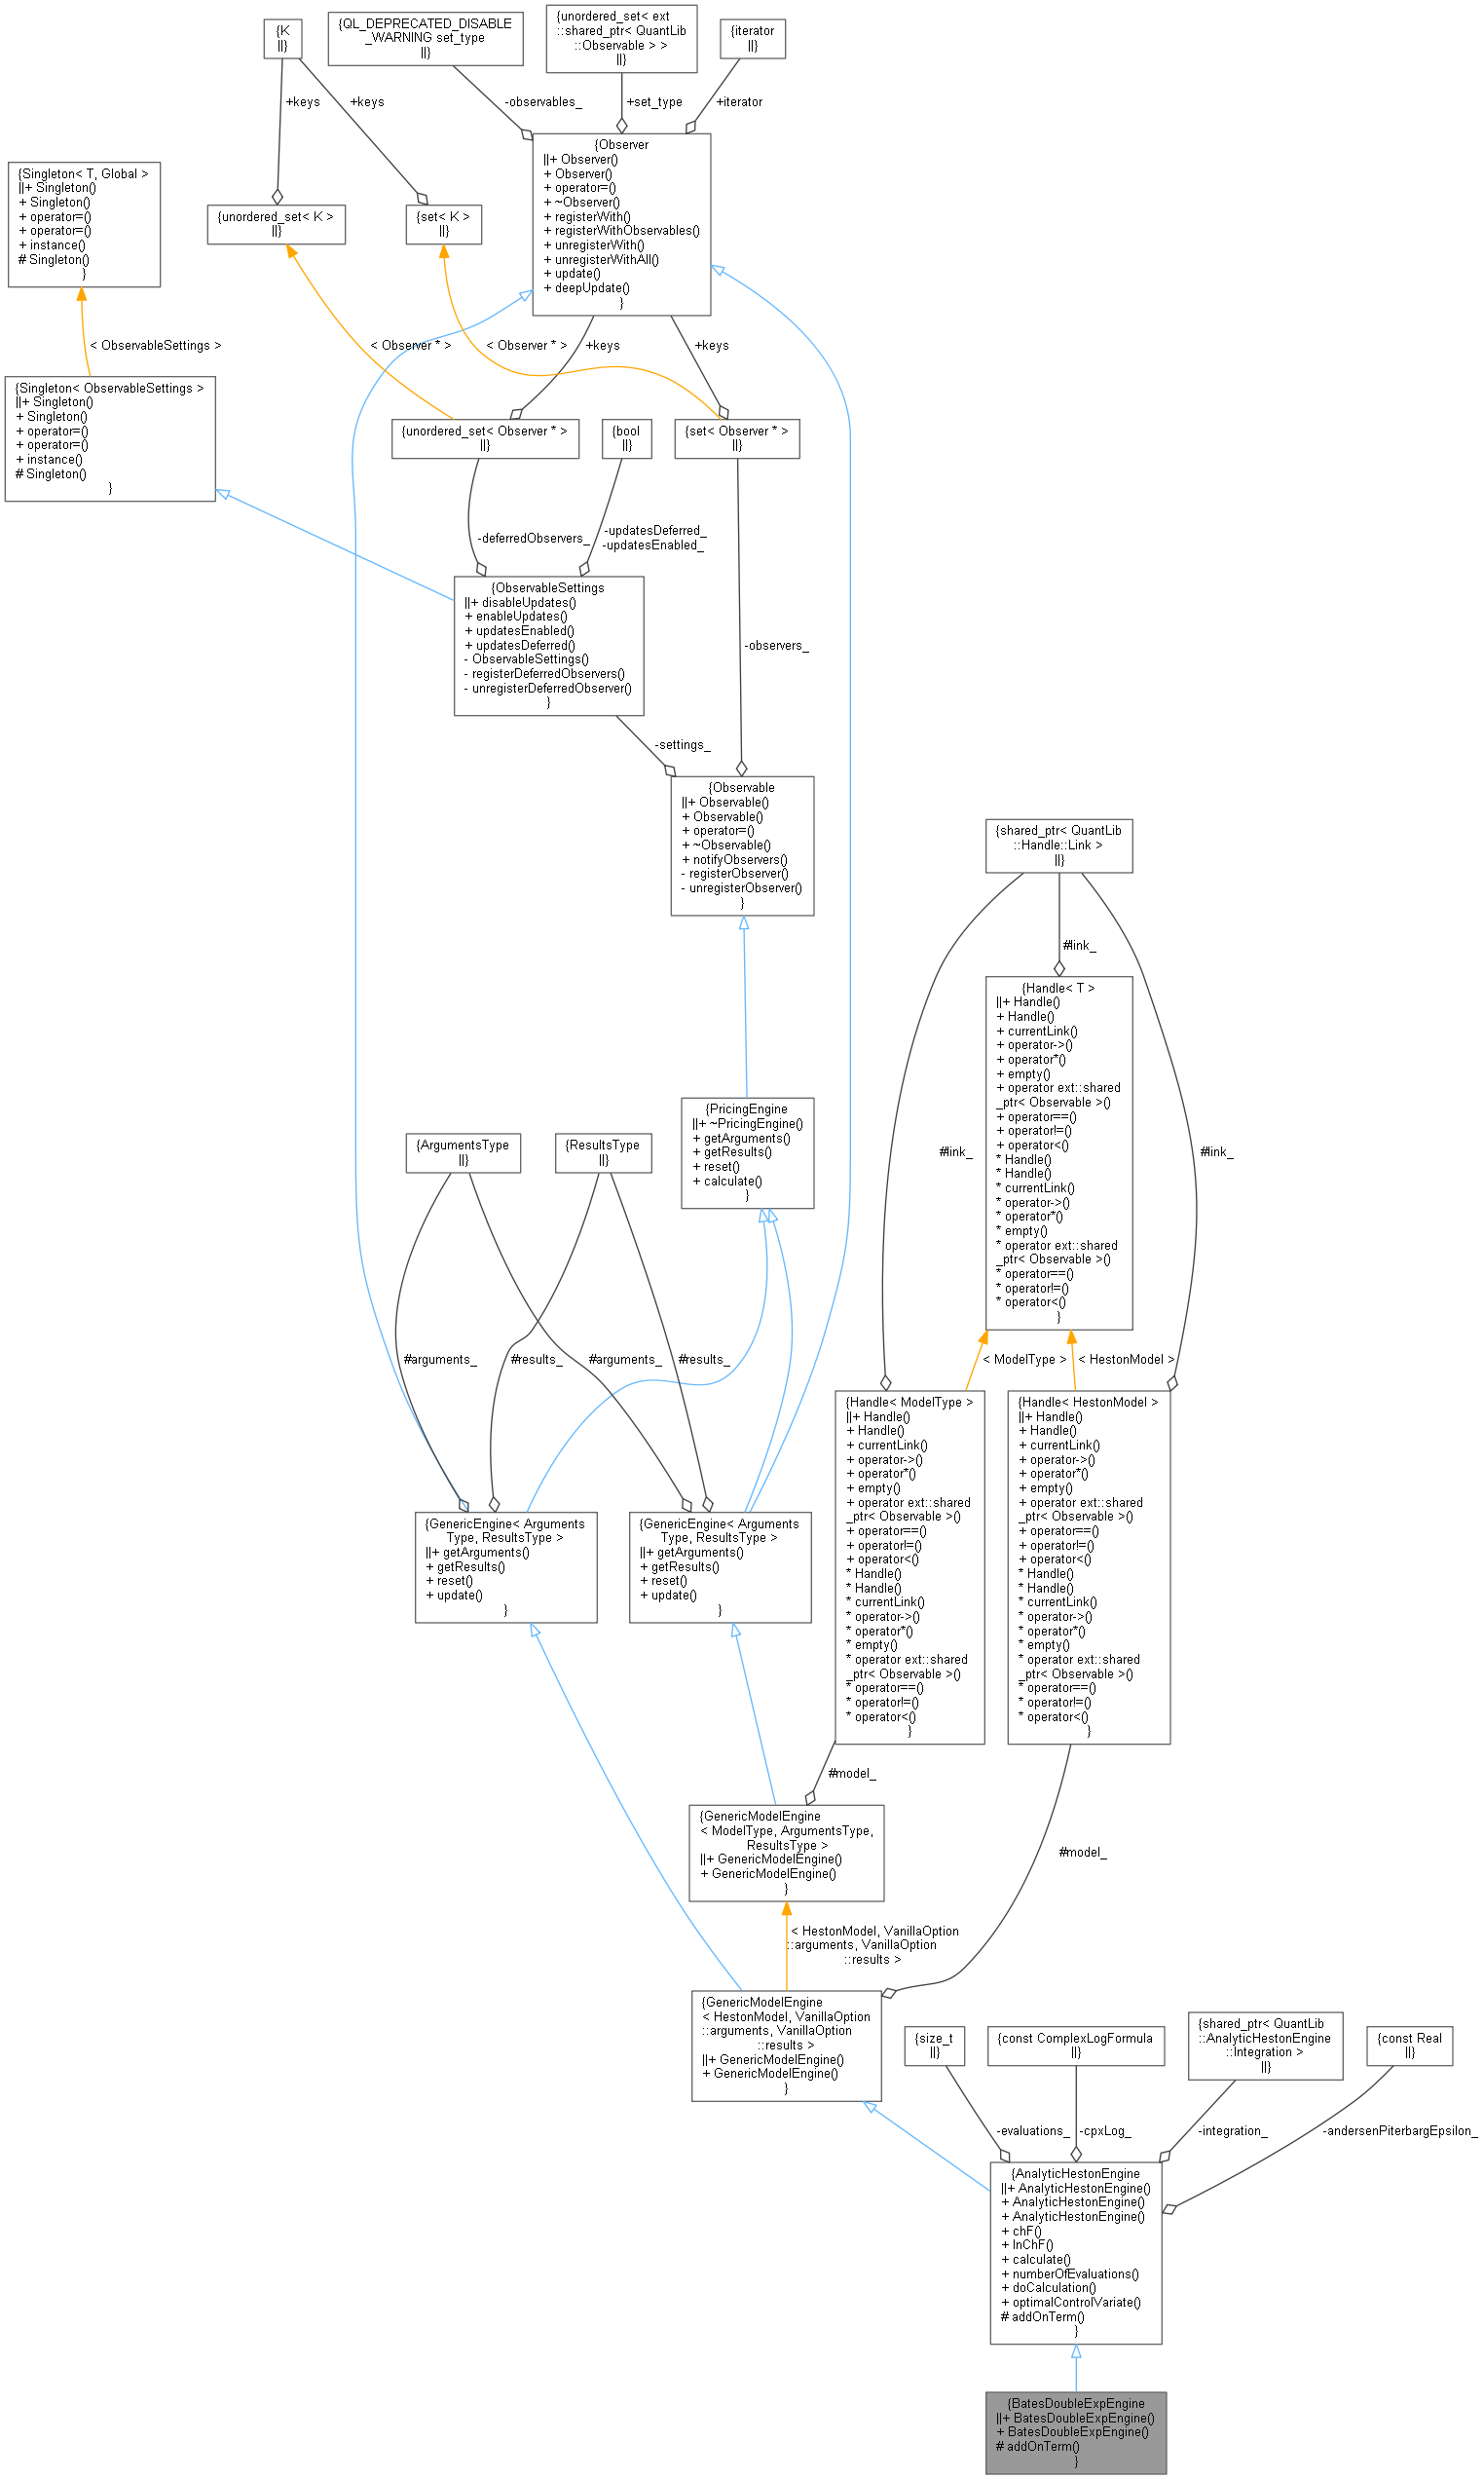 {K
||}
{QL_DEPRECATED_DISABLE
_WARNING set_type
||}
{unordered_set< ext
::shared_ptr< QuantLib
::Observable > >
||}
{iterator
||}
+keys
+keys
-observables_
+set_type
+iterator
{Singleton< T, Global >
||+ Singleton()
+ Singleton()
+ operator=()
+ operator=()
+ instance()
# Singleton()
}
{unordered_set< K >
||}
{set< K >
||}
{Observer
||+ Observer()
+ Observer()
+ operator=()
+ ~Observer()
+ registerWith()
+ registerWithObservables()
+ unregisterWith()
+ unregisterWithAll()
+ update()
+ deepUpdate()
}
< ObservableSettings >
< Observer * >
< Observer * >
+keys
+keys
{Singleton< ObservableSettings >
||+ Singleton()
+ Singleton()
+ operator=()
+ operator=()
+ instance()
# Singleton()
}
{unordered_set< Observer * >
||}
{bool
||}
{set< Observer * >
||}
-deferredObservers_
-updatesDeferred_
-updatesEnabled_
{ObservableSettings
||+ disableUpdates()
+ enableUpdates()
+ updatesEnabled()
+ updatesDeferred()
- ObservableSettings()
- registerDeferredObservers()
- unregisterDeferredObserver()
}
-observers_
-settings_
{Observable
||+ Observable()
+ Observable()
+ operator=()
+ ~Observable()
+ notifyObservers()
- registerObserver()
- unregisterObserver()
}
{shared_ptr< QuantLib
::Handle::Link >
||}
#link_
{Handle< T >
||+ Handle()
+ Handle()
+ currentLink()
+ operator->()
+ operator*()
+ empty()
+ operator ext::shared
_ptr< Observable >()
+ operator==()
+ operator!=()
+ operator<()
* Handle()
* Handle()
* currentLink()
* operator->()
* operator*()
* empty()
* operator ext::shared
_ptr< Observable >()
* operator==()
* operator!=()
* operator<()
}
{PricingEngine
||+ ~PricingEngine()
+ getArguments()
+ getResults()
+ reset()
+ calculate()
}
{ArgumentsType
||}
{ResultsType
||}
#link_
#link_
#arguments_
#results_
#arguments_
#results_
< ModelType >
< HestonModel >
{Handle< ModelType >
||+ Handle()
+ Handle()
+ currentLink()
+ operator->()
+ operator*()
+ empty()
+ operator ext::shared
_ptr< Observable >()
+ operator==()
+ operator!=()
+ operator<()
* Handle()
* Handle()
* currentLink()
* operator->()
* operator*()
* empty()
* operator ext::shared
_ptr< Observable >()
* operator==()
* operator!=()
* operator<()
}
{Handle< HestonModel >
||+ Handle()
+ Handle()
+ currentLink()
+ operator->()
+ operator*()
+ empty()
+ operator ext::shared
_ptr< Observable >()
+ operator==()
+ operator!=()
+ operator<()
* Handle()
* Handle()
* currentLink()
* operator->()
* operator*()
* empty()
* operator ext::shared
_ptr< Observable >()
* operator==()
* operator!=()
* operator<()
}
{GenericEngine< Arguments
Type, ResultsType >
||+ getArguments()
+ getResults()
+ reset()
+ update()
}
{GenericEngine< Arguments
Type, ResultsType >
||+ getArguments()
+ getResults()
+ reset()
+ update()
}
#model_
{GenericModelEngine
< ModelType, ArgumentsType,
ResultsType >
||+ GenericModelEngine()
+ GenericModelEngine()
}
#model_
< HestonModel, VanillaOption
::arguments, VanillaOption
::results >
{GenericModelEngine
< HestonModel, VanillaOption
::arguments, VanillaOption
::results >
||+ GenericModelEngine()
+ GenericModelEngine()
}
{size_t
||}
{const ComplexLogFormula
||}
{shared_ptr< QuantLib
::AnalyticHestonEngine
::Integration >
||}
{const Real
||}
-evaluations_
-cpxLog_
-integration_
-andersenPiterbargEpsilon_
{AnalyticHestonEngine
||+ AnalyticHestonEngine()
+ AnalyticHestonEngine()
+ AnalyticHestonEngine()
+ chF()
+ lnChF()
+ calculate()
+ numberOfEvaluations()
+ doCalculation()
+ optimalControlVariate()
# addOnTerm()
}
{BatesDoubleExpEngine
||+ BatesDoubleExpEngine()
+ BatesDoubleExpEngine()
# addOnTerm()
}